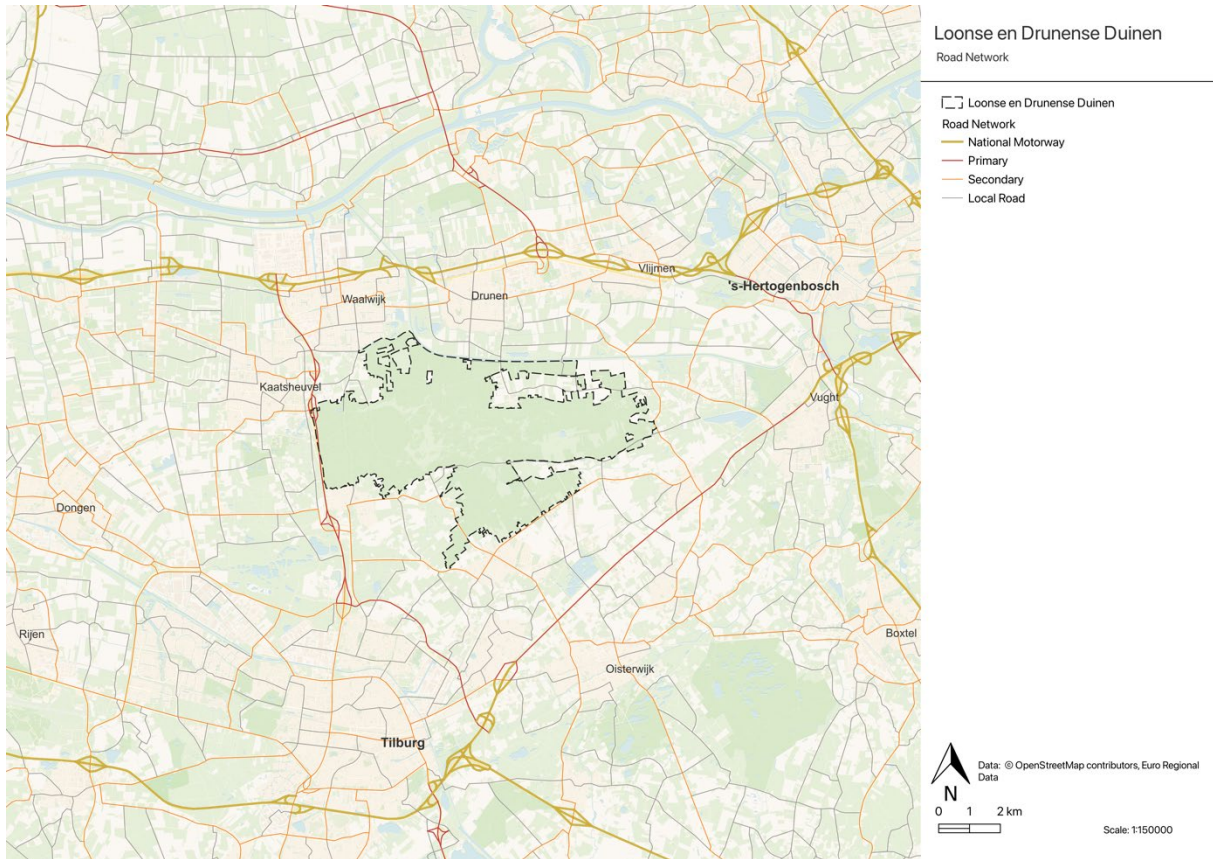 Loonse en Drunense Duinen
Road Network
Loonse en Drunense Duinen
Road Network
National Motorway
Primary
Secondary
Local Road
Vlijmen
's-Hertogenbosch
Waalwijk
Drunen
Kaatsheuvel
Vught
Dongen
Rijen
Boxtel
Oisterwijk
Tilburg
N
Data: © OpenStreetMap contributors, Euro Regional
Data
0 1 2 km
Scale: 1:150000